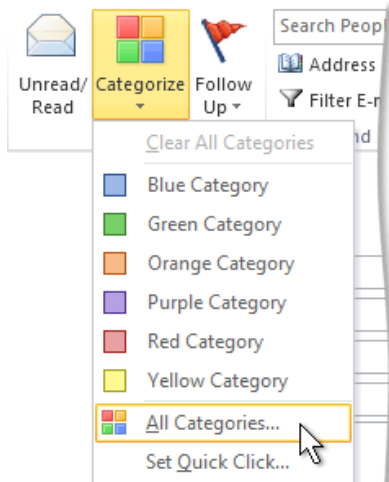 Search Peop
Unread/
Read
Categorize
Follow
Up
Address
Filter E-
Clear All Categories
Blue Category
Green Category
Orange Category
Purple Category
Red Category
Yellow Category
All Categories...
Set Quick Click...